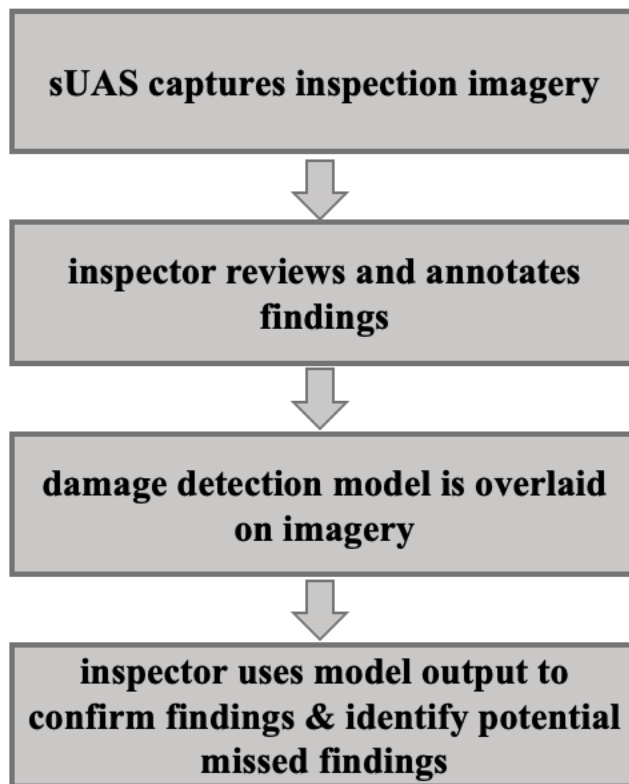 sUAS captures inspection imagery
inspector reviews and annotates
findings
damage detection model is overlaid
on imagery
inspector uses model output to
confirm findings & identify potential
missed findings